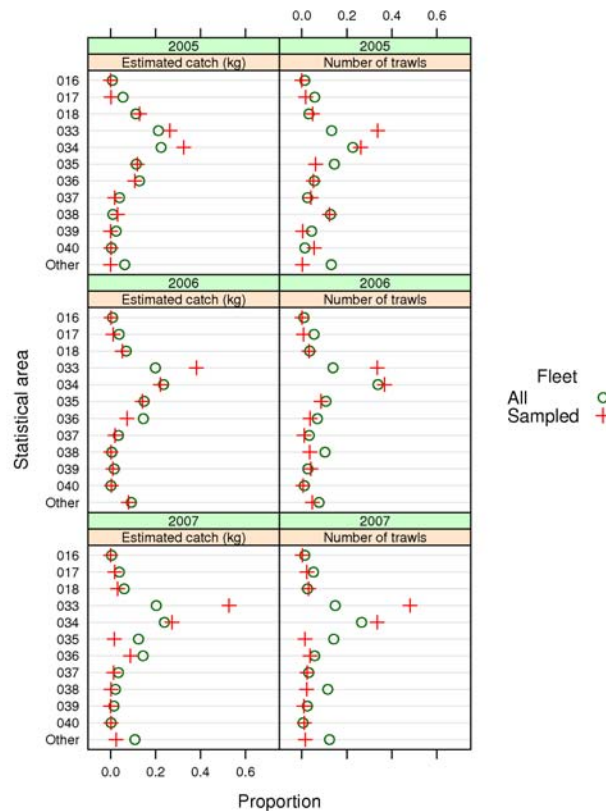 0.0 0.2 0.4 0.6
2005 2005
Estimated catch (kg) Number of trawls
016
017
018
033
034
035
036
037
038
039
040
Other
2006 2006
Estimated catch (kg) Number of trawls
016
017
018
033
034
035
036
037
038
039
040
Other
2007 2007
Estimated catch (kg) Number of trawls
016
017
018
033
034
035
036
037
038
039
040
Other
0.0 0.2 0.4 0.6
Proportion
Statistical area
Fleet
All
Sampled